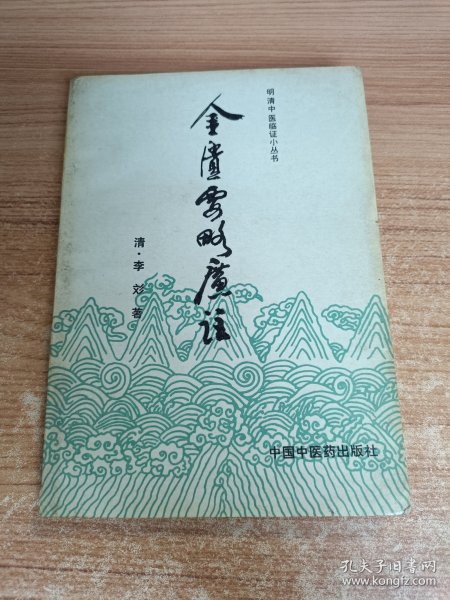 明清中医临证小丛书
金匮要略广註
清·李彣著
中国中医药出版社
孔夫子旧书网
www.kongfz.com